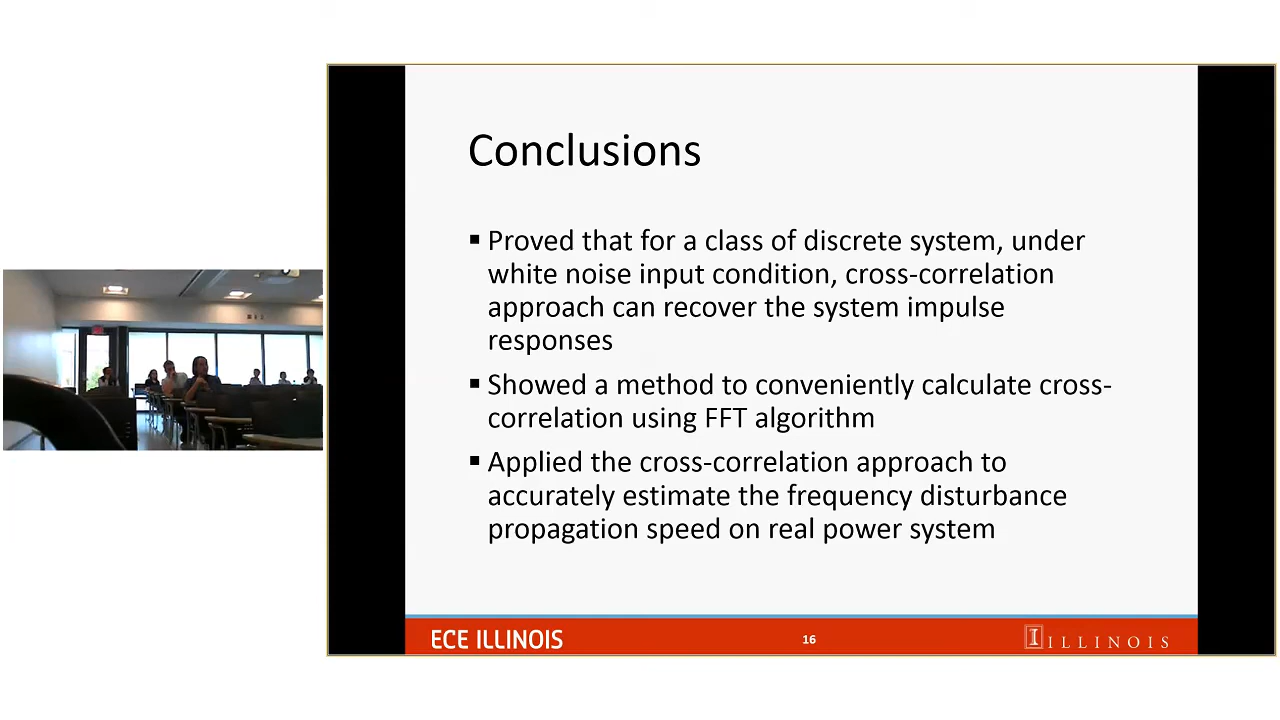 Conclusions
▪ Proved that for a class of discrete system, under
white noise input condition, cross-correlation
approach can recover the system impulse
responses
▪ Showed a method to conveniently calculate cross-
correlation using FFT algorithm
▪ Applied the cross-correlation approach to
accurately estimate the frequency disturbance
propagation speed on real power system
ECE ILLINOIS
16
I ILLINOIS